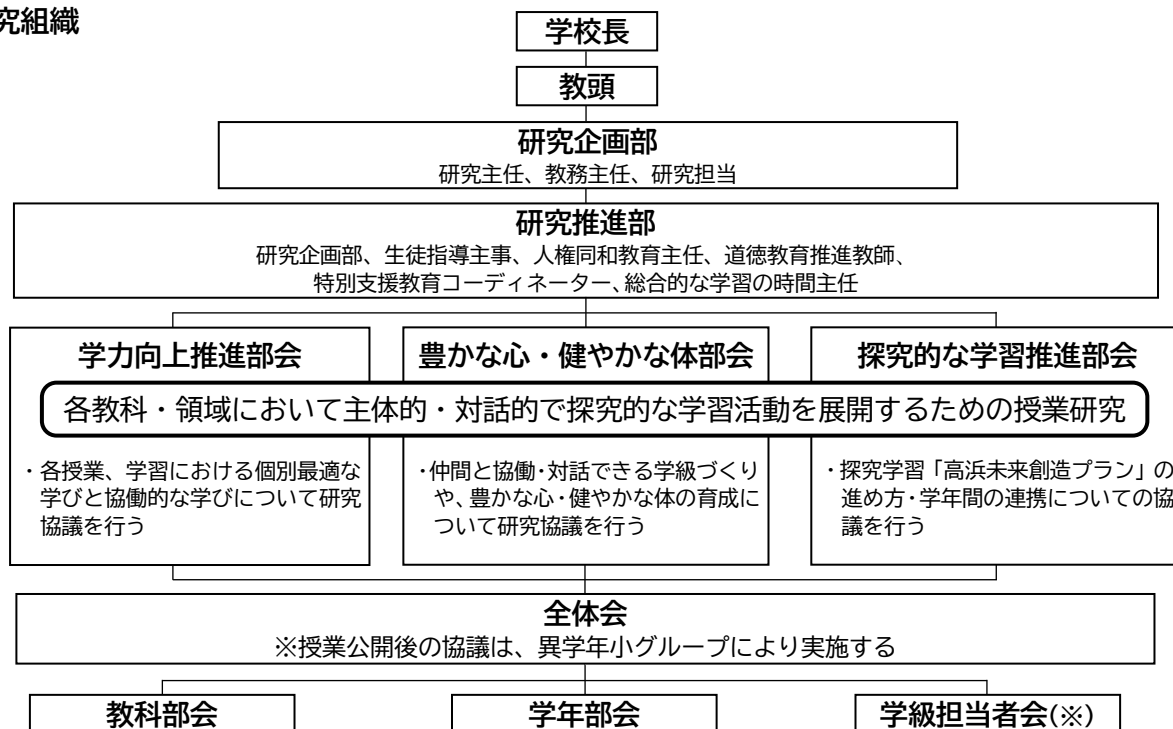 究組織
学校長
教頭
研究企画部
研究主任、教務主任、研究担当
研究推進部
研究企画部、生徒指導主事、人権同和教育主任、道徳教育推進教師、
特別支援教育コーディネーター、総合的な学習の時間主任
学力向上推進部会
豊かな心・健やかな体部会
探究的な学習推進部会
各教科・領域において主体的・対話的で探究的な学習活動を展開するための授業研究
・各授業、学習における個別最適な
学びと協働的な学びについて研究
協議を行う
・仲間と協働・対話できる学級づくり
や、豊かな心・健やかな体の育成に
ついて研究協議を行う
・探究学習「高浜未来創造プラン」の
進め方・学年間の連携についての協
議を行う
全体会
※授業公開後の協議は、異学年小グループにより実施する
教科部会
学年部会
学級担当者会(※)